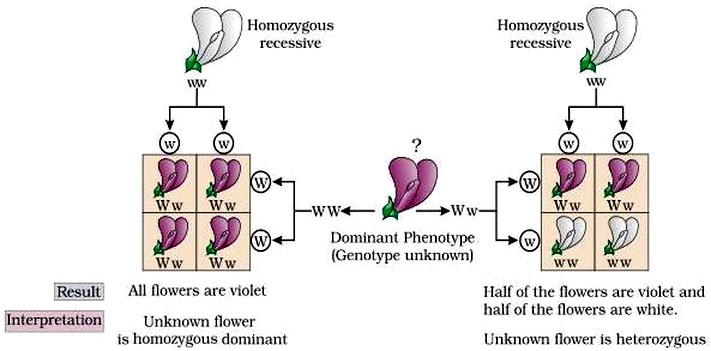 Homozygous
recessive
ww
w w
Ww Ww
Ww Ww
W
W
WW
?
Dominant Phenotype
(Genotype unknown)
Ww
Homozygous
recessive
ww
w w
W
w
Ww Ww
ww ww
Result
All flowers are violet
Half of the flowers are violet and
half of the flowers are white.
Interpretation
Unknown flower
is homozygous dominant
Unknown flower is heterozygous